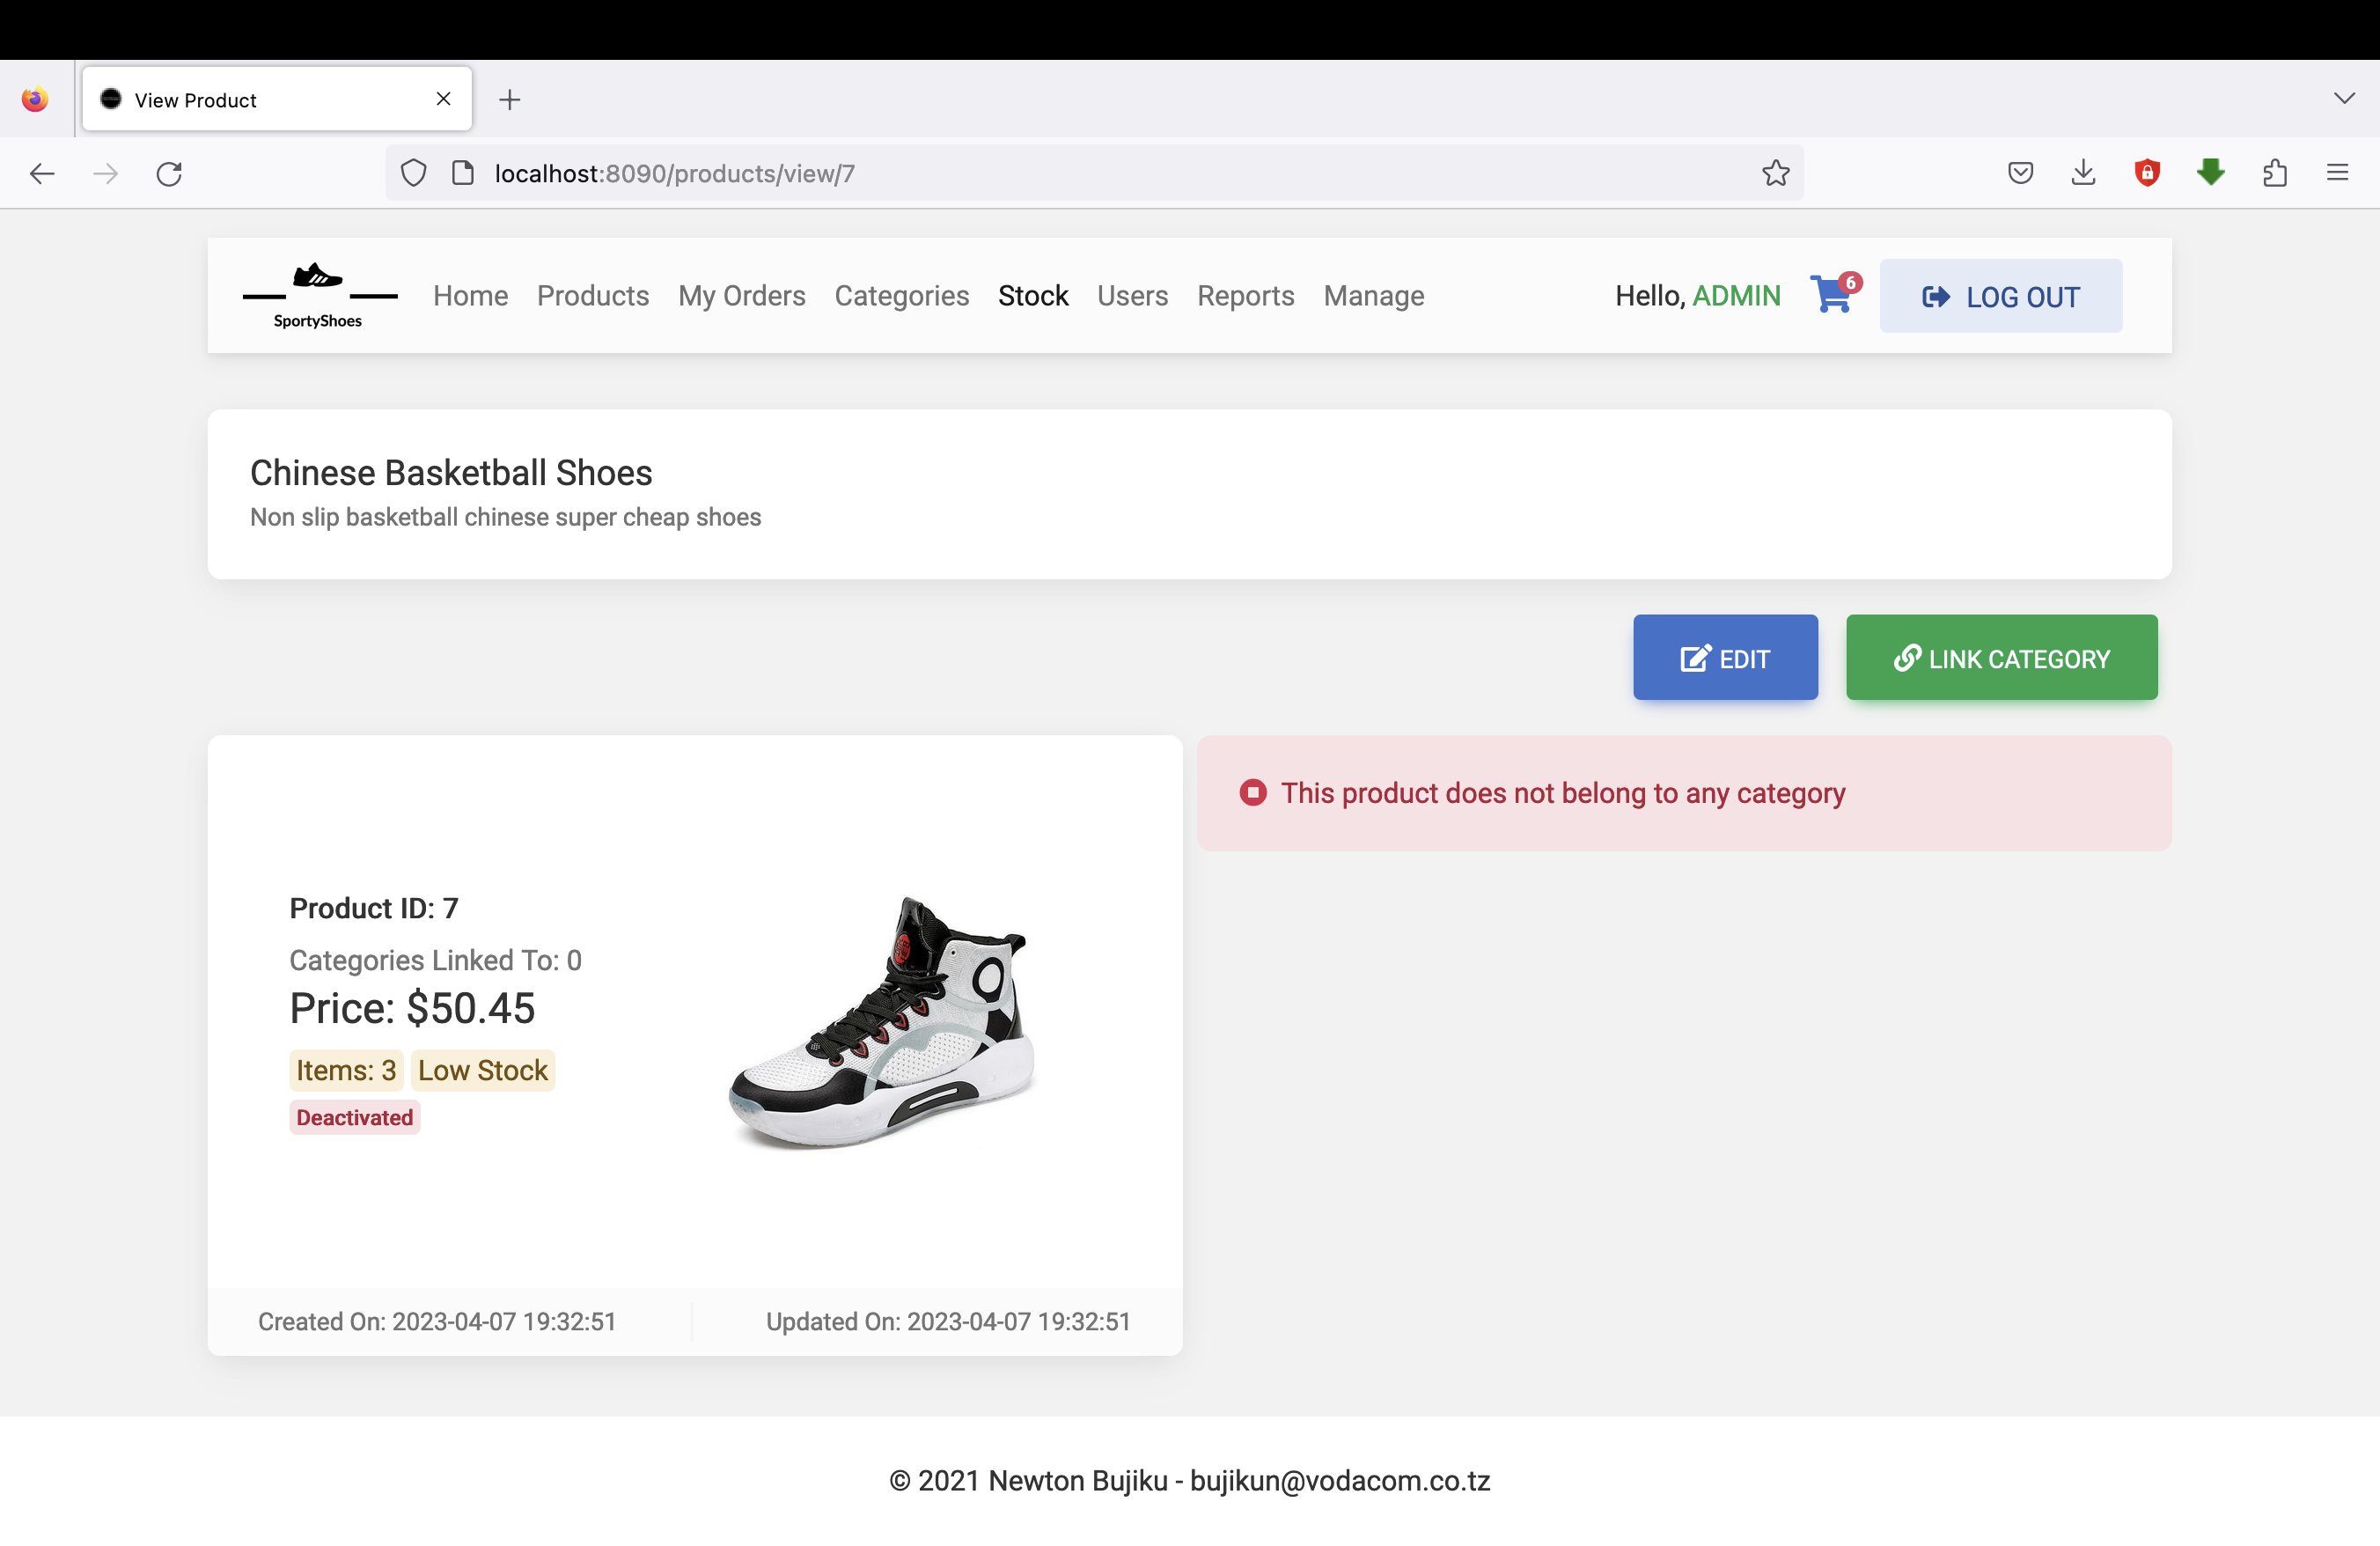 View Product
localhost:8090/products/view/7
SportyShoes
Home Products My Orders Categories Stock Users Reports Manage
Hello, ADMIN
6
LOG OUT
Chinese Basketball Shoes
Non slip basketball chinese super cheap shoes
EDIT
LINK CATEGORY
Product ID: 7
Categories Linked To: 0
Price: $50.45
Items: 3 Low Stock
Deactivated
Created On: 2023-04-07 19:32:51
Updated On: 2023-04-07 19:32:51
This product does not belong to any category
© 2021 Newton Bujiku - bujikun@vodacom.co.tz